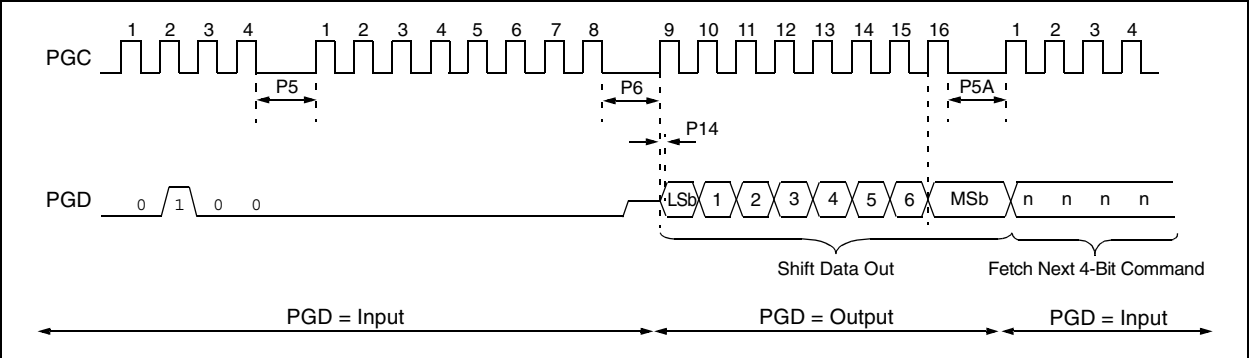 1 2 3 4 1 2 3 4 5 6 7 8 9 10 11 12 13 14 15 16 1 2 3 4
PGC
P5 P6 P5A
P14
PGD 0 1 0 0 LSb 1 2 3 4 5 6 MSb n n n n
Shift Data Out Fetch Next 4-Bit Command
PGD = Input PGD = Output PGD = Input